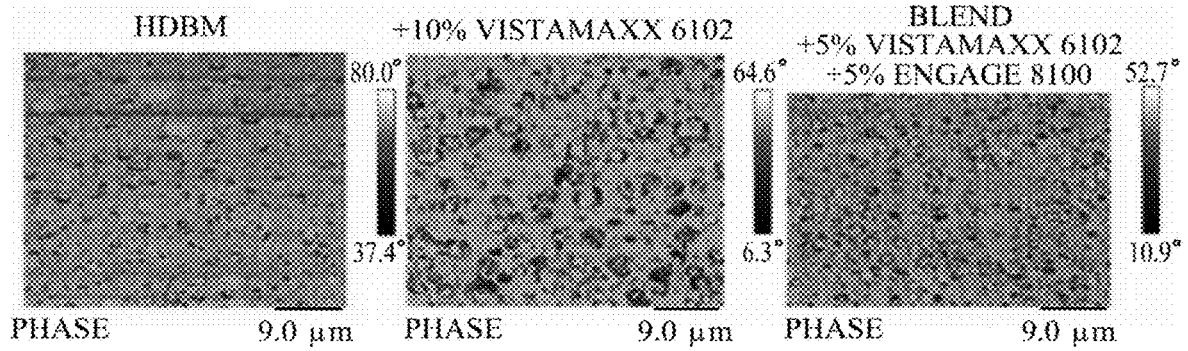 HDBM
80.0°
37.4°
PHASE
9.0 µm
+10% VISTAMAXX 6102
64.6°
6.3°
PHASE
9.0 µm
BLEND
+5% VISTAMAXX 6102
+5% ENGAGE 8100
52.7°
10.9°
PHASE
9.0 µm